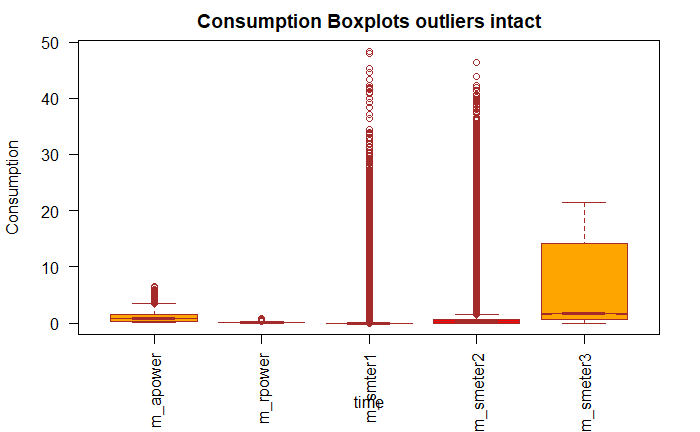 Consumption Boxplots outliers intact
Consumption
50
40
30
20
10
0
m_apower
m_rpower
m_smter1
m_smeter2
m_smeter3
time